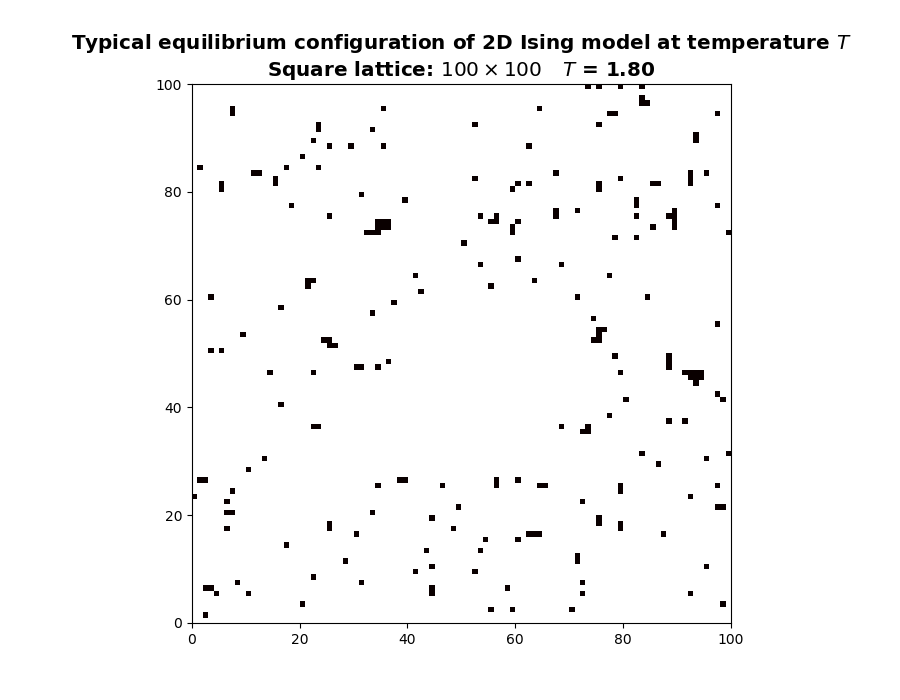 Typical equilibrium configuration of 2D Ising model at temperature T
Square lattice: 100 × 100 T = 1.80
100
80
60
40
20
0
0 20 40 60 80 100